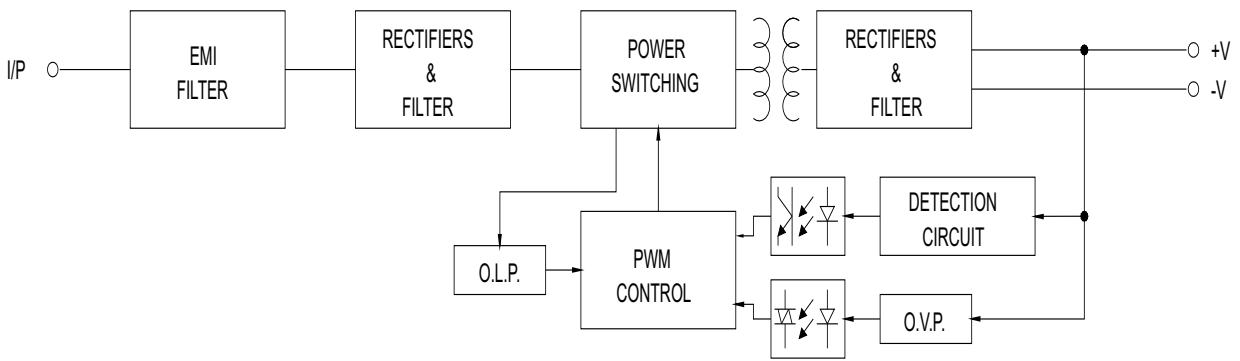 I/P
EMI
FILTER
RECTIFIERS
&
FILTER
POWER
SWITCHING
RECTIFIERS
&
FILTER
+V
-V
DETECTION
CIRCUIT
O.L.P.
PWM
CONTROL
O.V.P.